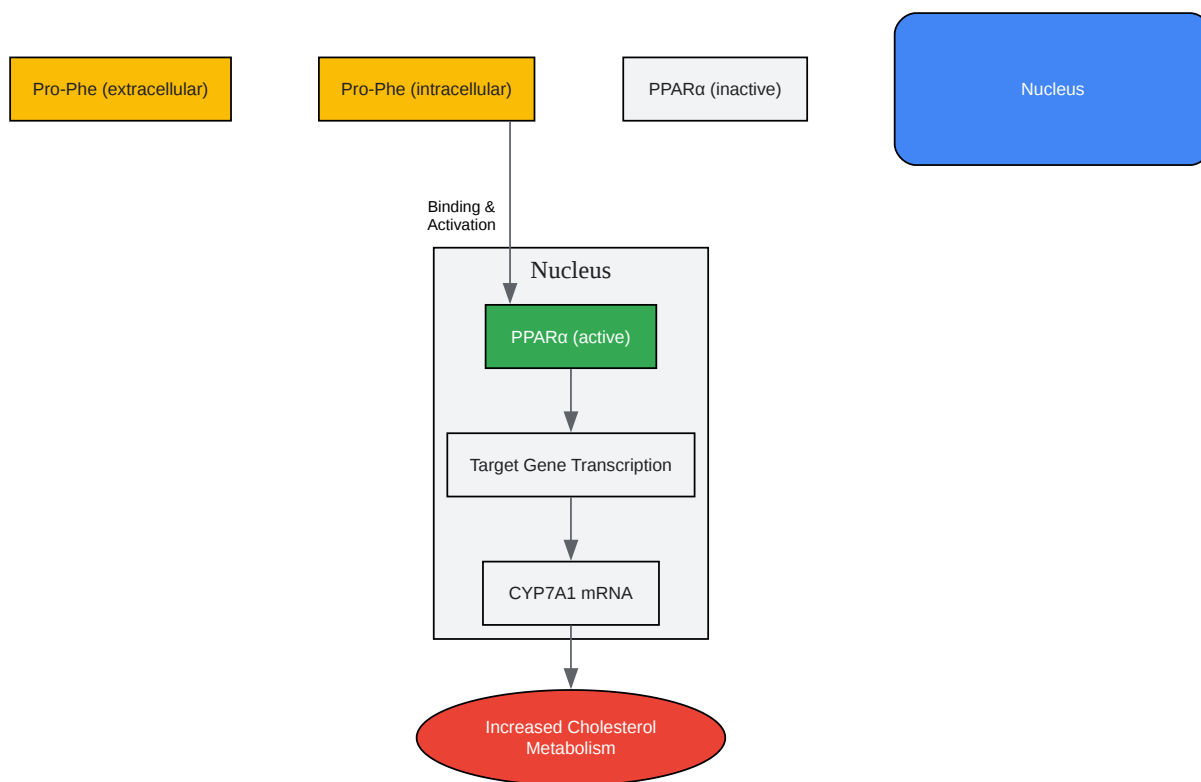 Pro-Phe (extracellular)
Pro-Phe (intracellular)
PPARα (inactive)
Nucleus
Binding &
Activation
Nucleus
PPARα (active)
Target Gene Transcription
CYP7A1 mRNA
Increased Cholesterol
Metabolism